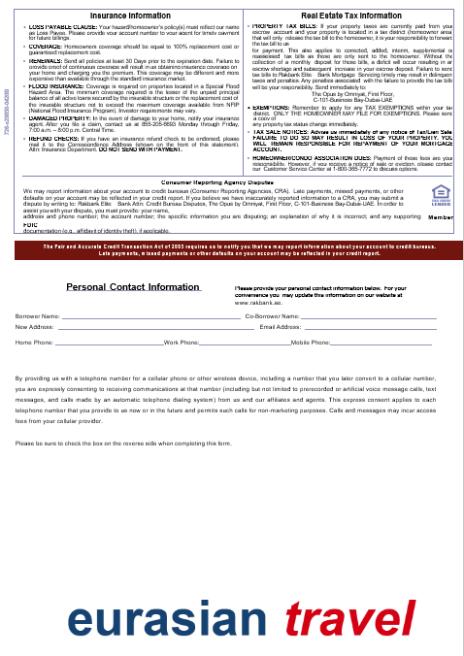 Insurance Information
• LOSS PAYABLE CLAUSE: Your hazard/homeowner's policy(s) must reflect our name
as Loss Payee. Please provide your account number to your agent for timely payment
for future billings
• COVERAGE: Homeowners coverage should be equal to 100% replacement cost or
guaranteed replacement cost.
• RENEWALS: Send all policies at least 30 Days prior to the expiration date. Failure to
provide proof of continuous coverage will result in us obtaining insurance coverage on
your home and charging you the premium. This coverage may be different and more
expensive than available through the standard insurance market.
• FLOOD INSURANCE: Coverage is required on properties located in a Special Flood
Hazard Area. The minimum coverage required is the lesser of the unpaid principal
balance of all active loans secured by the insurable structure or the replacement cost of
the insurable structure not to exceed the maximum coverage available from NFIP
(National Flood Insurance Program). Investor requirements may vary.
• DAMAGED PROPERTY: In the event of damage to your home, notify your insurance
agent. After you file a claim, contact us at 855-205-8693 Monday through Friday,
7:00 a.m. – 8:00 p.m. Central Time.
• REFUND CHECKS: If you have an insurance refund check to be endorsed, please
mail it to the Correspondence Address (shown on the front of this statement).
Attn: Insurance Department. DO NOT SEND WITH PAYMENT.
Real Estate Tax Information
• PROPERTY TAX BILLS: If your property taxes are currently paid from your
escrow account and your property is located in a tax district (homeowner area)
that will only release the tax bill to the homeowner, it is your responsibility to forward
the tax bill to us
for payment. This also applies to corrected, added, interim, supplemental is
reassessed tax bills as those are only sent to the homeowner. Without the
collection of a monthly deposit for those bills, a deficit will occur resulting in an
escrow shortage and subsequent increase in your escrow deposit. Failure to send
tax bills to Rakbank Elite Bank Mortgage Servicing timely may result in delinquent
taxes and penalties. Any penalties associated with the failure to provide the tax bills
will be your responsibility. Send immediately to:
The Opus by Omniyat, First Floor,
C-101-Business Bay-Dubai-UAE
• EXEMPTIONS: Remember to apply for any TAX EXEMPTIONS within your tax
district, ONLY THE HOMEOWNER MAY FILE FOR EXEMPTIONS. Please send
a copy of
any property tax status change immediately.
• TAX SALE NOTICES: Advise us immediately of any notice of Tax/Lien Sale
FAILURE TO DO SO MAY RESULT IN LOSS OF YOUR PROPERTY. YOU
WILL REMAIN RESPONSIBLE FOR REPAYMENT OF YOUR MORTGAGE
ACCOUNT.
• HOMEOWNER/CONDO ASSOCIATION DUES: Payment of those fees are your
responsibility. However, if we receive a notice of sale or eviction, please contact
our Customer Service Center at 1-800-365-7772 to discuss options.
Consumer Reporting Agency Disputes
We may report information about your account to credit bureaus (Consumer Reporting Agencies, CRA). Late payments, missed payments, or other
defaults on your account may be reflected in your credit report. If you believe we have inaccurately reported information to a CRA, you may submit a
dispute by writing to: Rakbank Elite Bank Attn: Credit Bureau Disputes, The Opus by Omniyat, First Floor, C-101-Business Bay-Dubai-UAE. In order to
assist you with your dispute, you must provide: your name,
address and phone number; the account number; the specific information you are disputing; an explanation of why it is incorrect; and any supporting
Member
FDIC
documentation (e.g., affidavit of identity theft), if applicable.
The Fair and Accurate Credit Transaction Act of 2003 requires us to notify you that we may report information about your account to credit bureaus.
Late payments, missed payments or other defaults on your account may be reflected in your credit report.
Personal Contact Information
Please provide your personal contact information below. For your
convenience you may update this information on our website at
www.rakbank.ae.
Borrower Name: Co-Borrower Name:
New Address: Email Address:
Home Phone: Work Phone: Mobile Phone:
By providing us with a telephone number for a cellular phone or other wireless device, including a number that you later convert to a cellular number,
you are expressly consenting to receiving communications at that number (including but not limited to prerecorded or artificial voice message calls, text
messages, and calls made by an automatic telephone dialing system) from us and our affiliates and agents. This express consent applies to each
telephone number that you provide to us now or in the future and permits such calls for non-marketing purposes. Calls and messages may incur access
fees from your cellular provider.
Please be sure to check the box on the reverse side when completing this form.
eurasian travel